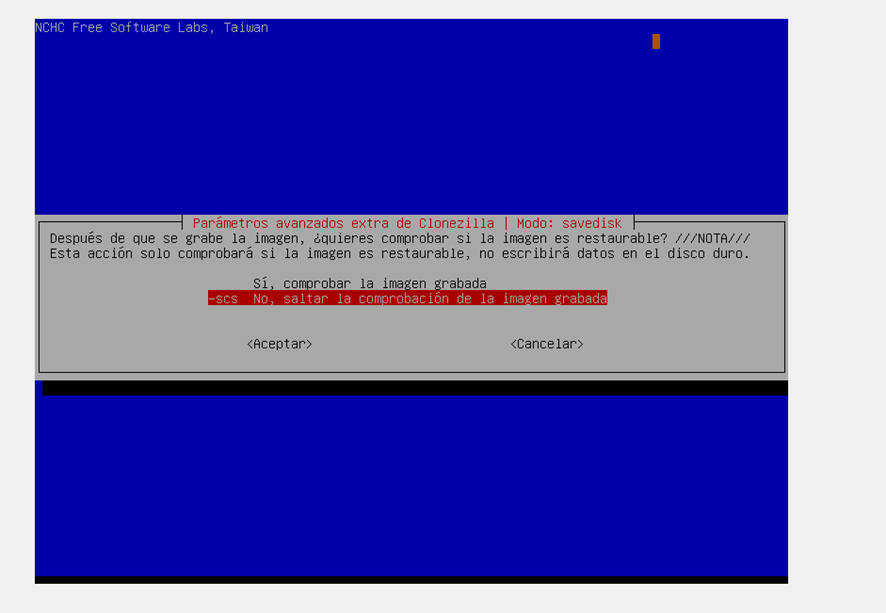 NCHC Free Software Labs, Taiwan
Parámetros avanzados extra de Clonezilla | Modo: savedisk
Después de que se grabe la imagen, ¿quieres comprobar si la imagen es restaurable? ///NOTA///
Esta acción solo comprobará si la imagen es restaurable, no escribirá datos en el disco duro.
Sí, comprobar la imagen grabada
-scs No, saltar la comprobación de la imagen grabada
<Aceptar> <Cancelar>